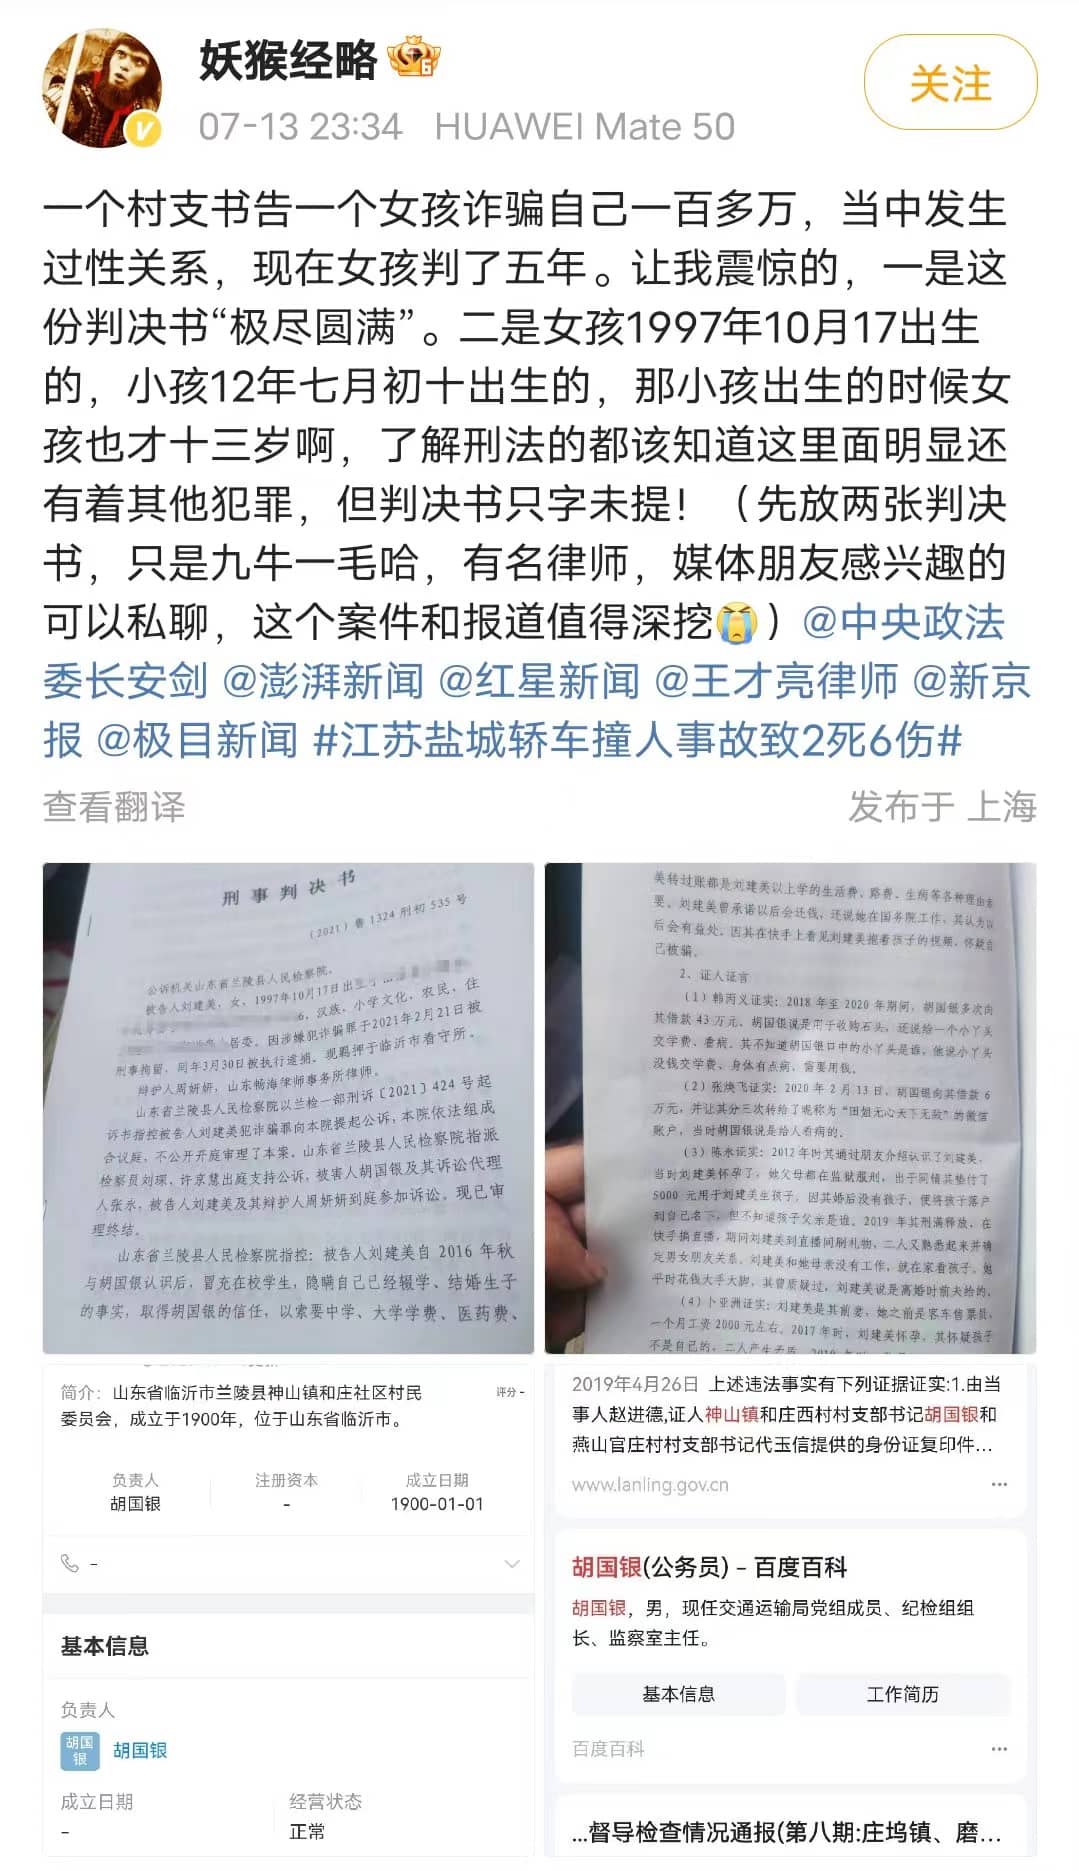 妖猴经略
07-13 23:34 HUAWEI Mate 50
关注
一个村支书告一个女孩诈骗自己一百多万，当中发生
过性关系，现在女孩判了五年。让我震惊的，一是这
份判决书“极尽圆满”。二是女孩1997年10月17出生
的，小孩12年七月初十出生的，那小孩出生的时候女
孩也才十三岁啊，了解刑法的都该知道这里面明显还
有着其他犯罪，但判决书只字未提！（先放两张判决
书，只是九牛一毛哈，有名律师，媒体朋友感兴趣的
可以私聊，这个案件和报道值得深挖😭）@中央政法
委长安剑 @澎湃新闻 @红星新闻 @王才亮律师 @新京
报 @极目新闻 #江苏盐城轿车撞人事故致2死6伤#
查看翻译
发布于 上海
刑事判决书
（2021）鲁1324刑初535号
公诉机关山东省兰陵县人民检察院。
被告人刘建美，女，1997年10月17日出生于
6，汉族，小学文化，农民，住
居委。因涉嫌犯诈骗罪于2021年2月21日被
刑事拘留，同年3月30日被执行逮捕。现羁押于临沂市看守所。
辩护人周妍妍，山东畅海律师事务所律师。
山东省兰陵县人民检察院以兰检一部刑诉〔2021〕424号起
诉书指控被告人刘建美犯诈骗罪向本院提起公诉，本院依法组成
合议庭，不公开开庭审理了本案。山东省兰陵县人民检察院指派
检察员刘琛、许京慧出庭支持公诉，被害人胡国银及其诉讼代理
人张永，被告人刘建美及其辩护人周妍妍到庭参加诉讼。现已审
理终结。
山东省兰陵县人民检察院指控：被告人刘建美自2016年秋
与胡国银认识后，冒充在校学生，隐瞒自己已经辍学、结婚生子
的事实，取得胡国银的信任，以索要中学、大学学费、医药费、
美转过账都是刘建美以上学的生活费、路费、生病等各种理由索
要。刘建美曾承诺以后会还钱，还说她在国务院工作，其认为以
后会有益处。因其在快手上看见刘建美抱着孩子的视频，怀疑自
己被骗。
2、证人证言
（1）韩丙义证实：2018年至2020年期间，胡国银多次向
其借款43万元。胡国银说是用于收购石头，还说给一个小丫头
交学费、看病。其不知道胡国银口中的小丫头是谁，他说小丫头
没钱交学费、身体有点病，需要用钱。
（2）张焕飞证实：2020年2月13日，胡国银向其借款6
万元，并让其分三次转给了昵称为“田姐无心天下无敌”的微信
账户，当时胡国银说是给人看病的。
（3）陈永证实：2012年时其通过朋友介绍认识了刘建美，
当时刘建美怀孕了，她父母都在监狱服刑，出于同情其垫付了
5000元用于刘建美生孩子，因其婚后没有孩子，便将孩子落户
到自己名下，但不知道孩子父亲是谁。2019年其刑满释放，在
快手搞直播，期间刘建美到直播间刷礼物，二人又熟悉起来并确
定男女朋友关系。刘建美和她母亲没有工作，就在家看孩子，她
平时花钱大手大脚，其曾质疑过，刘建美说是离婚时前夫给的。
（4）卜亚洲证实：刘建美是其前妻，她之前是客车售票员，
一个月工资2000元左右。2017年时，刘建美怀孕，其怀疑孩子
不是自己的，二人产生矛盾，2018年
简介：山东省临沂市兰陵县神山镇和庄社区村民
委员会，成立于1900年，位于山东省临沂市。
评分 -
负责人 注册资本 成立日期
胡国银 - 1900-01-01
-
基本信息
负责人
胡国银 胡国银
成立日期 经营状态
- 正常
2019年4月26日 上述违法事实有下列证据证实:1.由当
事人赵进德,证人神山镇和庄西村村支部书记胡国银和
燕山官庄村村支部书记代玉信提供的身份证复印件...
www.lanling.gov.cn
胡国银(公务员) - 百度百科
胡国银，男，现任交通运输局党组成员、纪检组组
长、监察室主任。
基本信息 工作简历
百度百科
...督导检查情况通报(第八期:庄坞镇、磨...